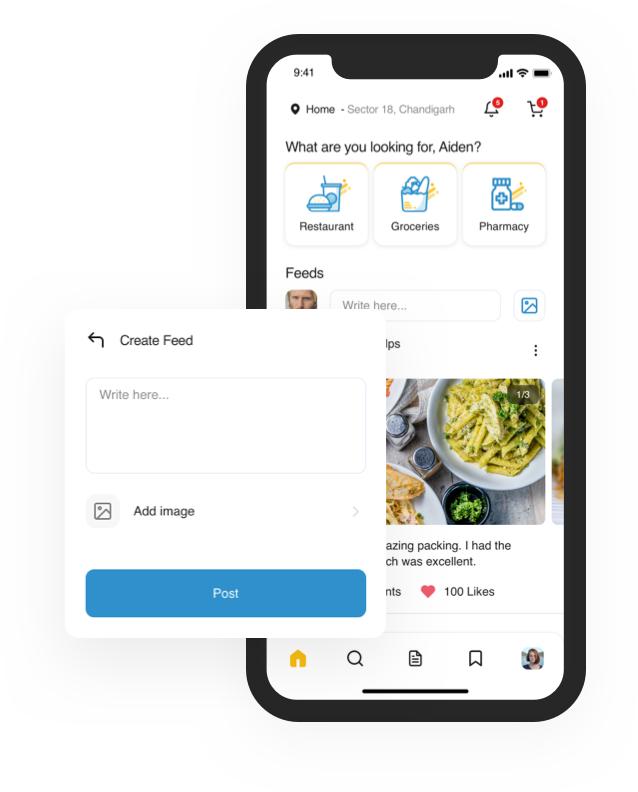 9:41
Home - Sector 18, Chandigarh
5
1
What are you looking for, Aiden?
Restaurant
Groceries
Pharmacy
Feeds
Write here...
Create Feed
Write here...
Add image
Post
lps
1/3
azing packing. I had the
ch was excellent.
nts
100 Likes